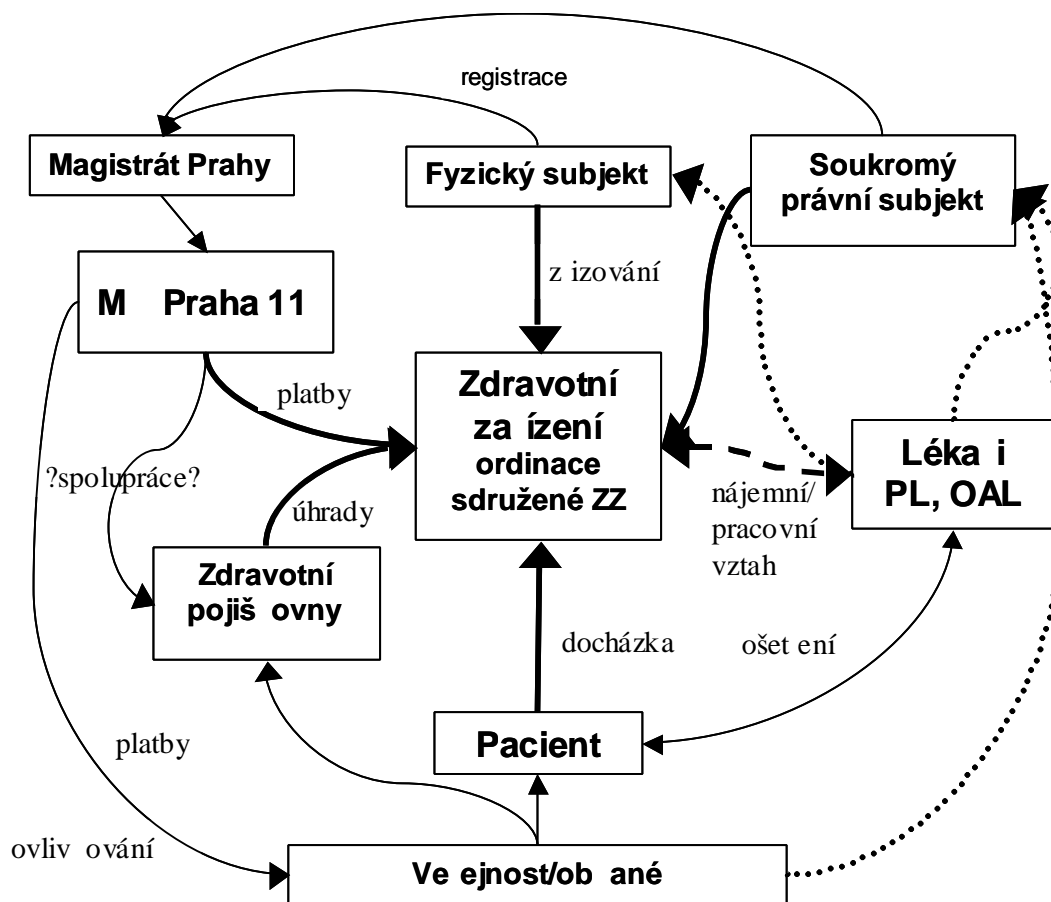 registrace
Magistrát Prahy
Fyzický subjekt
Soukromý
právní subjekt
z izování
M Praha 11
platby
Zdravotní
za ízení
ordinace
sdružené ZZ
?spolupráce?
úhrady
Léka i
PL, OAL
nájemní/
pracovní
vztah
Zdravotní
pojiš ovny
docházka
ošet ení
Pacient
platby
ovliv ování
Ve ejnost/ob ané